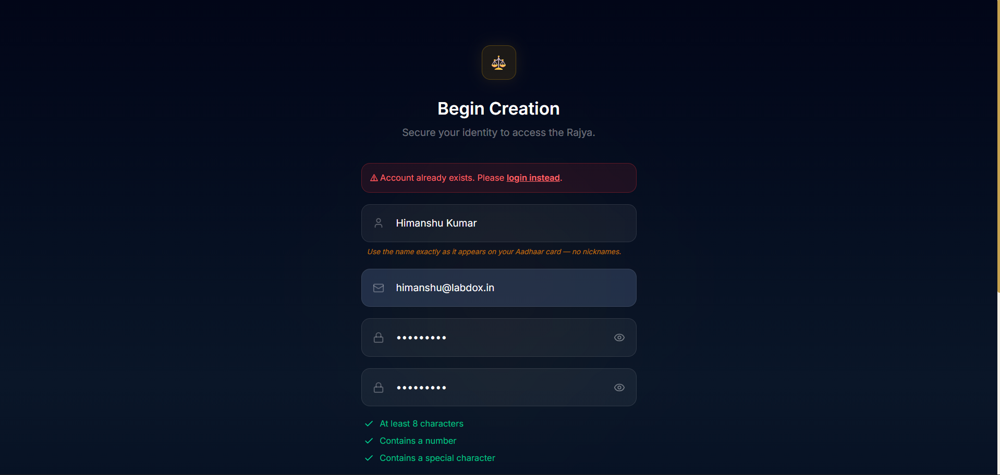 Begin Creation
Secure your identity to access the Rajya.
⚠ Account already exists. Please login instead.
Himanshu Kumar
Use the name exactly as it appears on your Aadhaar card — no nicknames.
himanshu@labdox.in
•••••••••
•••••••••
At least 8 characters
Contains a number
Contains a special character